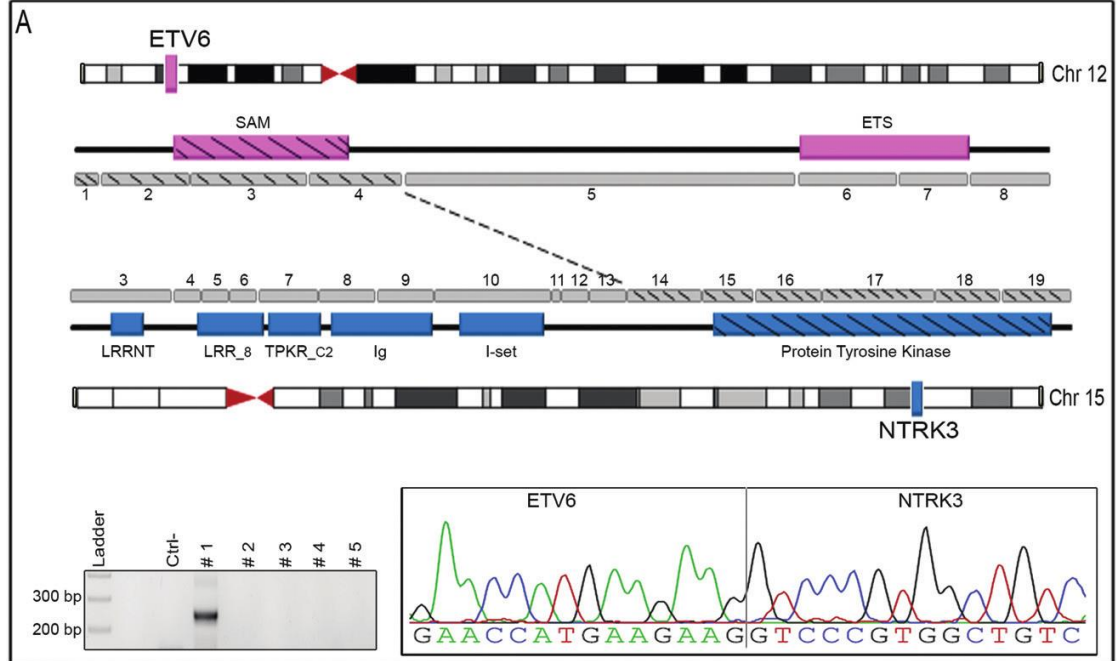 A
ETV6
Chr 12
SAM ETS
1 2 3 4 5 6 7 8
3 4 5 6 7 8 9 10 11 12 13 14 15 16 17 18 19
LRRNT LRR_8 TPKR_C2 Ig I-set Protein Tyrosine Kinase
Chr 15
NTRK3
Ladder Ctrl- # 1 # 2 # 3 # 4 # 5
300 bp
200 bp
ETV6 NTRK3
GAACCATGAAGAAGGTCCCGTGGCTGTC